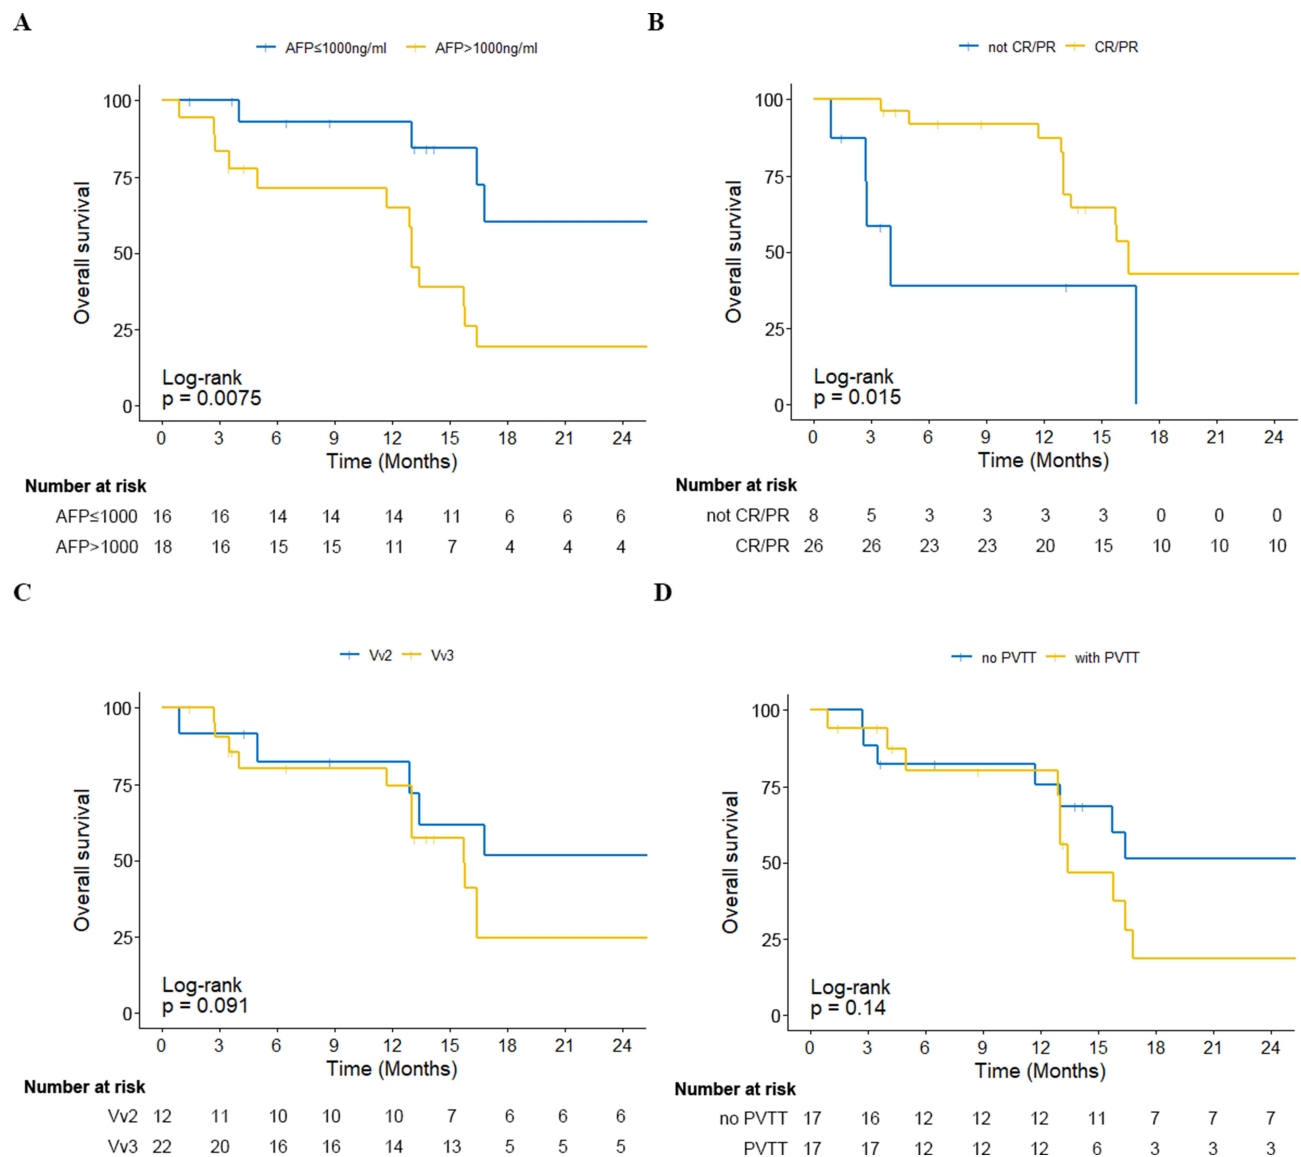 A
AFP≤1000ng/ml AFP>1000ng/ml
100
75
50
25
0
Overall survival
Log-rank
p = 0.0075
0 3 6 9 12 15 18 21 24
Time (Months)
Number at risk
AFP≤1000 16 16 14 14 14 11 6 6 6
AFP>1000 18 16 15 15 11 7 4 4 4
B
not CR/PR CR/PR
100
75
50
25
0
Overall survival
Log-rank
p = 0.015
0 3 6 9 12 15 18 21 24
Time (Months)
Number at risk
not CR/PR 8 5 3 3 3 3 0 0 0
CR/PR 26 26 23 23 20 15 10 10 10
C
Vv2 Vv3
100
75
50
25
0
Overall survival
Log-rank
p = 0.091
0 3 6 9 12 15 18 21 24
Time (Months)
Number at risk
Vv2 12 11 10 10 10 7 6 6 6
Vv3 22 20 16 16 14 13 5 5 5
D
no PVTT with PVTT
100
75
50
25
0
Overall survival
Log-rank
p = 0.14
0 3 6 9 12 15 18 21 24
Time (Months)
Number at risk
no PVTT 17 16 12 12 12 11 7 7 7
PVTT 17 17 12 12 12 6 3 3 3